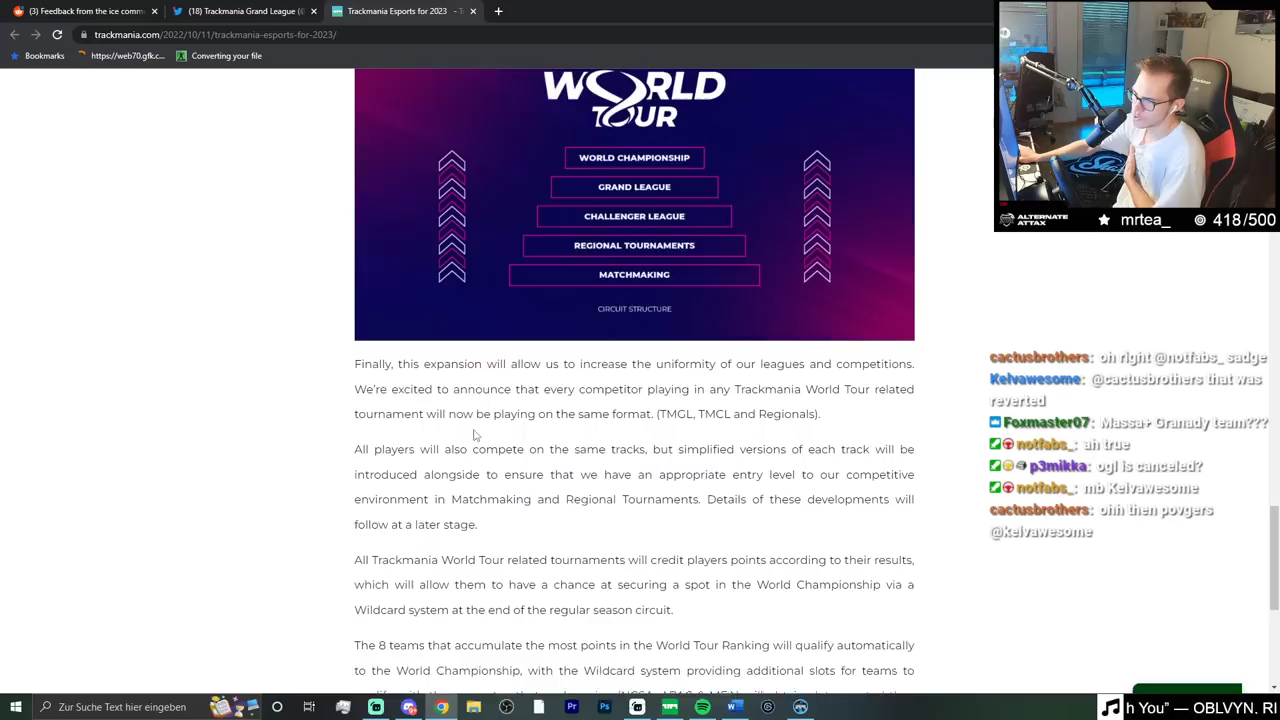 (3) Feedback from the ice comm
(18) Trackmania Grand League
Trackmania Esports for 2023
trackmania.com/2022/10/11/trackmania-esports-for-2023/
Bookmarks
https://web70.gfkc...
Converting your file
WORLD
TOUR
WORLD CHAMPIONSHIP
GRAND LEAGUE
CHALLENGER LEAGUE
REGIONAL TOURNAMENTS
MATCHMAKING
CIRCUIT STRUCTURE
Finally, this expansion will allow us to increase the uniformity of our leagues and competitions.
We're excited to announce that every competitor playing in any Trackmania World Tour related
tournament will now be playing on the same format. (TMGL, TMCL and Regionals).
All players will also compete on the same tracks, but simplified versions of each track will be
alongside to ensure that we have an appropriate entry level to our competitive
environment in Matchmaking and Regional Tournaments. Details of these developments will
follow at a later stage.
All Trackmania World Tour related tournaments will credit players points according to their results,
which will allow them to have a chance at securing a spot in the World Championship via a
Wildcard system at the end of the regular season circuit.
The 8 teams that accumulate the most points in the World Tour Ranking will qualify automatically
to the World Championship, with the Wildcard system providing additional slots for teams to
ALTERNATE
ATTAX
mrtea_
418/500
cactusbrothers: oh right @notfabs_ sadge
Kelvawesome: @cactusbrothers that was
reverted
Foxmaster07: Massa+ Granady team???
notfabs_: ah true
p3mikka: ogl is canceled?
notfabs_: mb Kelvawesome
cactusbrothers: ohh then povgers
@kelvawesome
Zur Suche Text hier eingeben
h You" — OBLVYN. RI